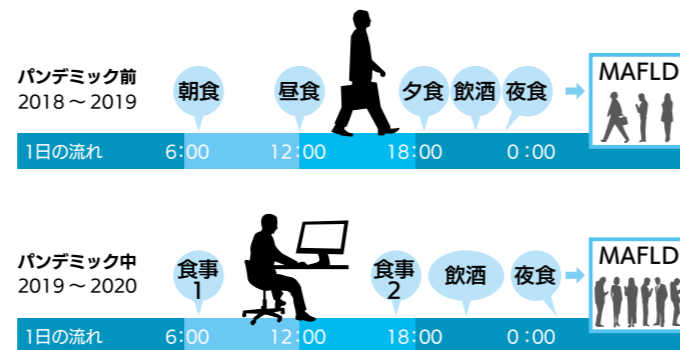 パンデミック前
2018～2019
朝食
昼食
夕食
飲酒
夜食
MAFLD
1日の流れ 6:00 12:00 18:00 0:00
パンデミック中
2019～2020
食事
1
食事
2
飲酒
夜食
MAFLD
1日の流れ 6:00 12:00 18:00 0:00